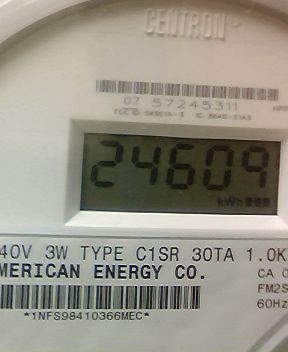 CENTRON
07 57245311
24609
kWh
40V 3W TYPE C1SR 30TA 1.0K
MERICAN ENERGY CO.
CA
FM2S
60Hz
*1NFS98410366MEC*